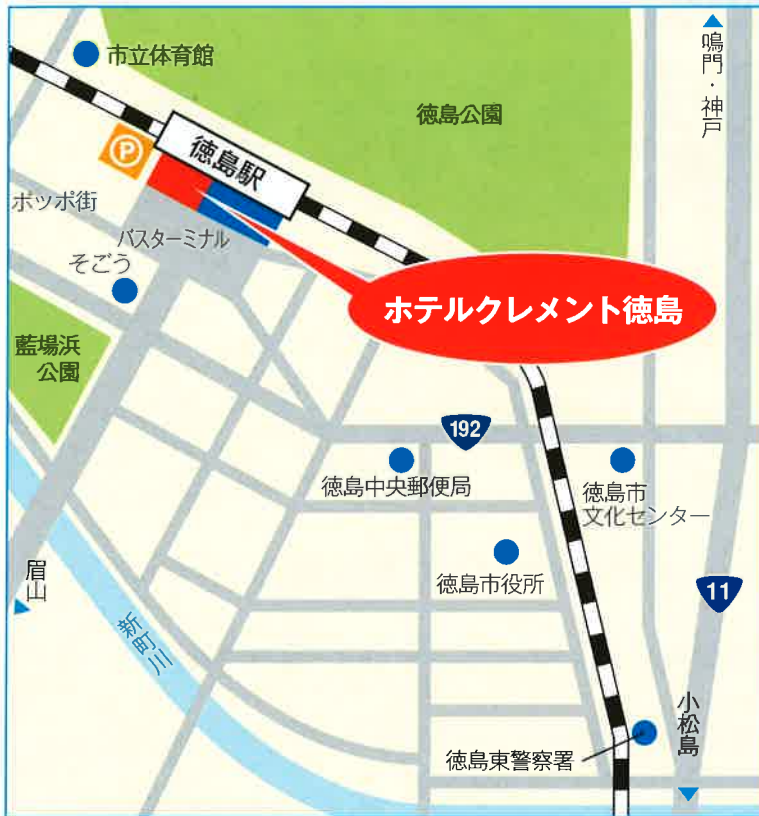 市立体育館
徳島公園
鳴門・神戸
P
徳島駅
ポッポ街
バスターミナル
そごう
ホテルクレメント徳島
藍場浜
公園
192
徳島中央郵便局
徳島市
文化センター
眉山
徳島市役所
11
新町川
小松島
徳島東警察署